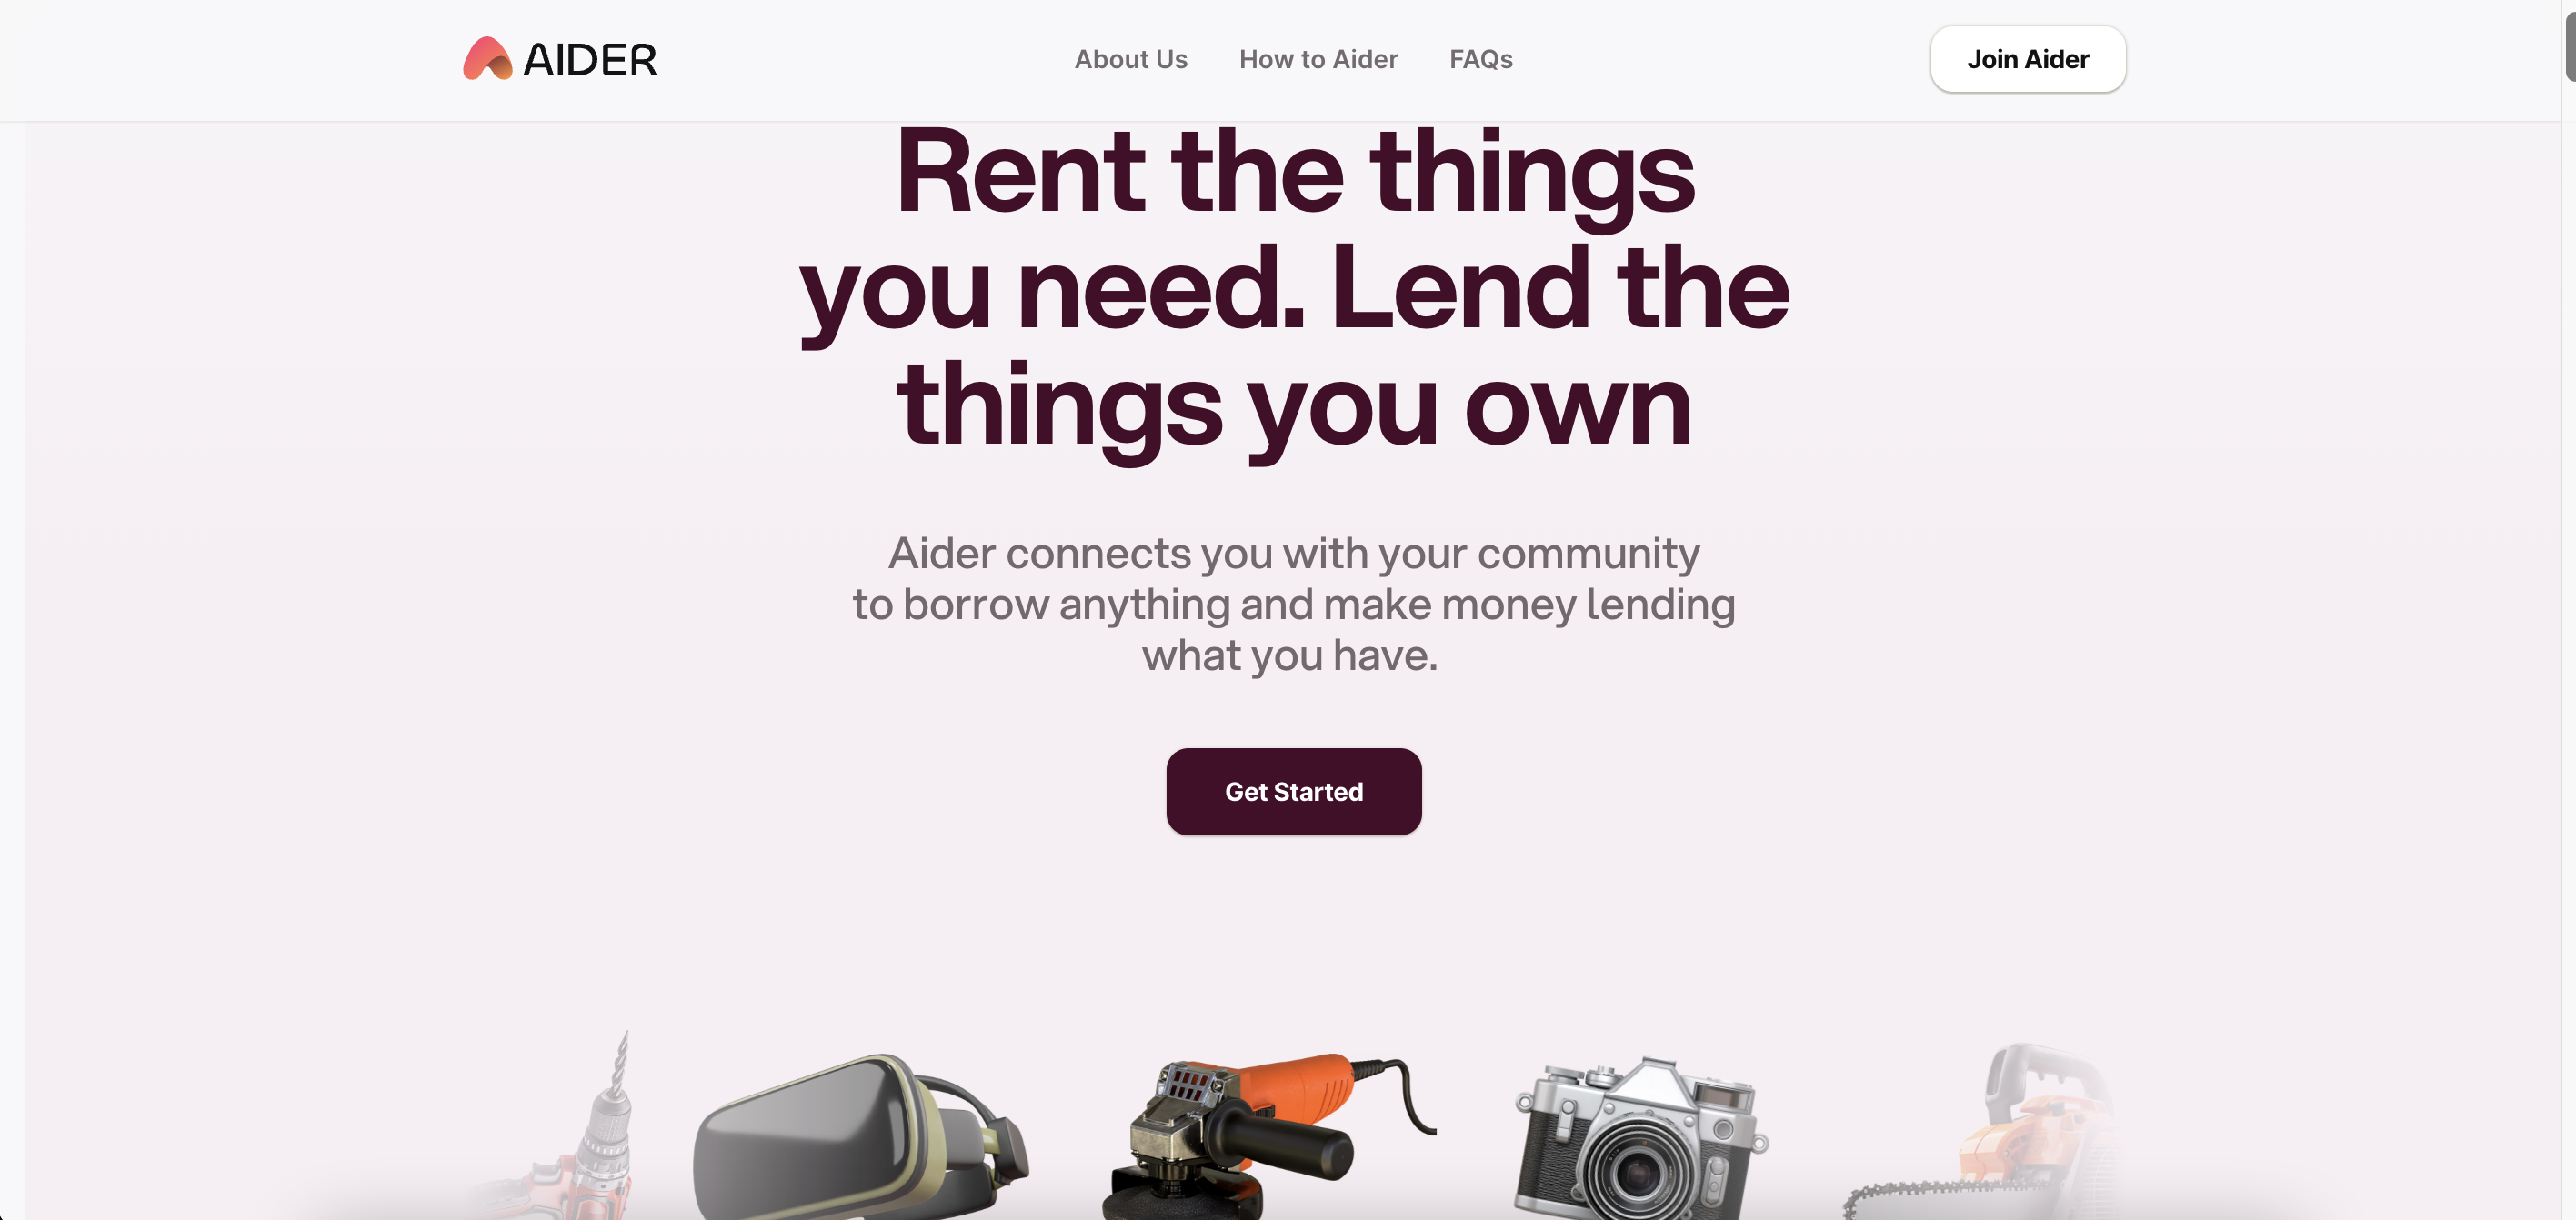 AIDER
About Us
How to Aider
FAQs
Join Aider
Rent the things
you need. Lend the
things you own
Aider connects you with your community
to borrow anything and make money lending
what you have.
Get Started